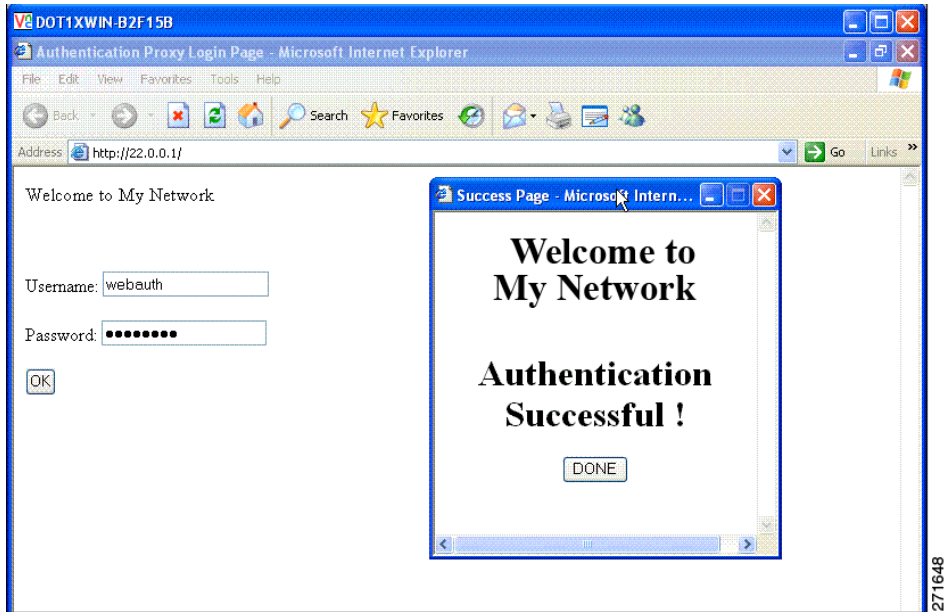 DOT1XWIN-B2F15B
Authentication Proxy Login Page - Microsoft Internet Explorer
File Edit View Favorites Tools Help
Back Search Favorites
Address http://22.0.0.1/ Go Links »
Welcome to My Network
Username: webauth
Password: ●●●●●●●●
OK
Success Page - Microsoft Intern...
Welcome to
My Network
Authentication
Successful !
DONE
271648